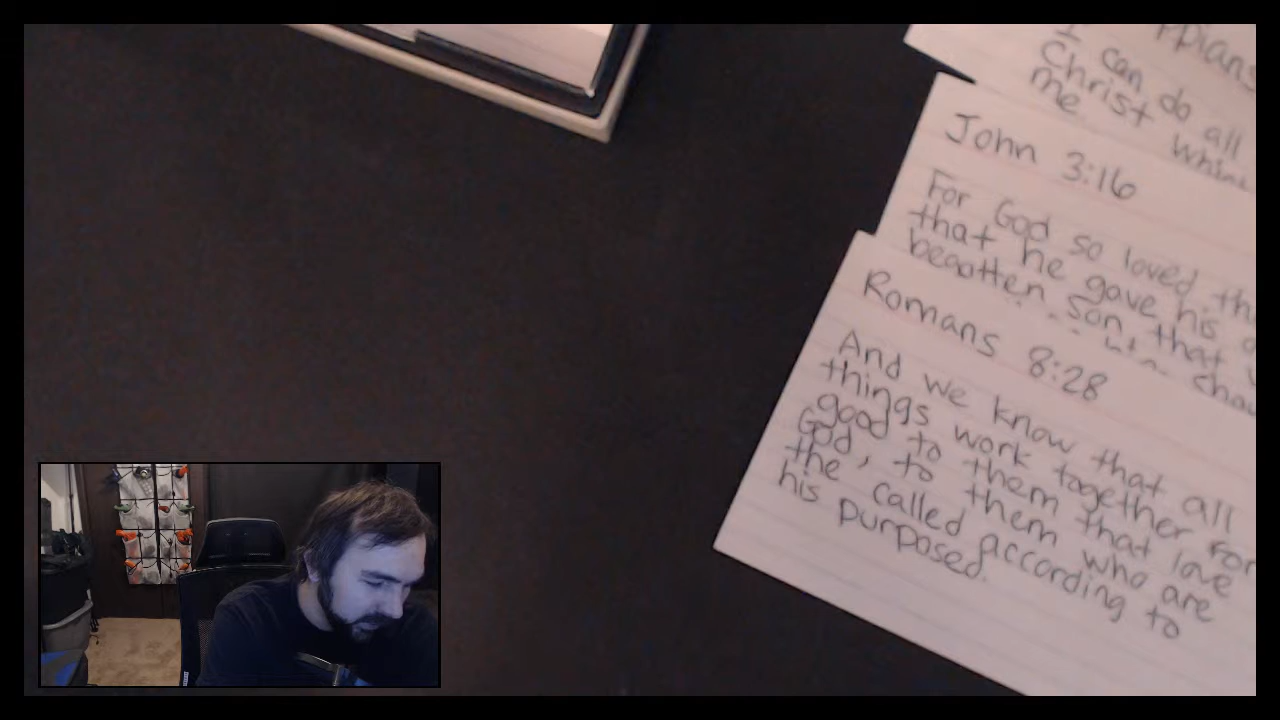 I can do all
Christ
me
John 3:16
For God so loved
that he gave his
begotten son, that
Romans 8:28
And we know that all
things work together for
good to them that love
God, to them who are
the called according to
his purposed.